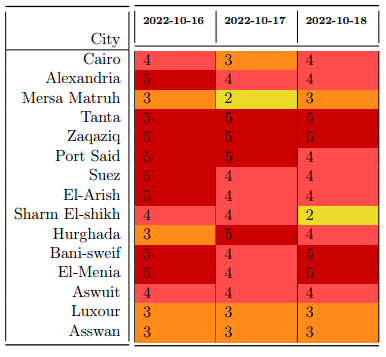 2022-10-16 2022-10-17 2022-10-18
City
Cairo 4 3 4
Alexandria 5 4 4
Mersa Matruh 3 2 3
Tanta 5 5 5
Zaqaziq 5 5 5
Port Said 5 5 4
Suez 5 4 4
El-Arish 5 4 4
Sharm El-shikh 4 4 2
Hurghada 3 5 4
Bani-sweif 5 4 5
El-Menia 5 4 5
Aswuit 4 4 4
Luxour 3 3 3
Asswan 3 3 3